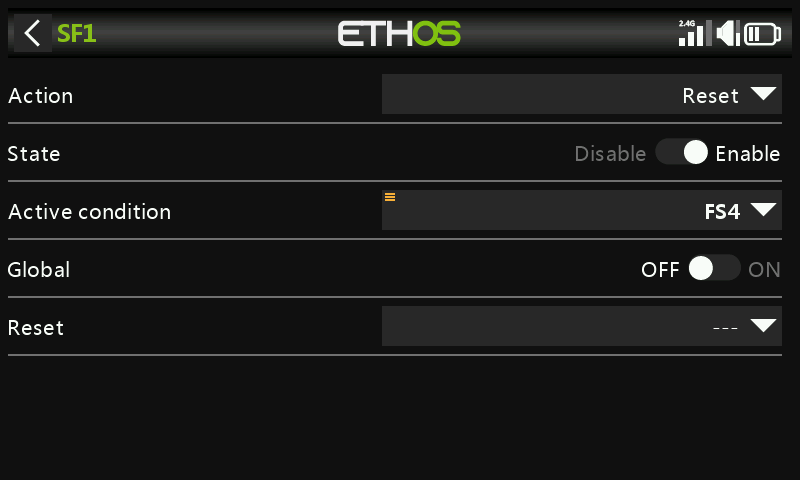 SF1
ETHOS
2.4G
Action
Reset
State
Disable Enable
Active condition
FS4
Global
OFF ON
Reset
---